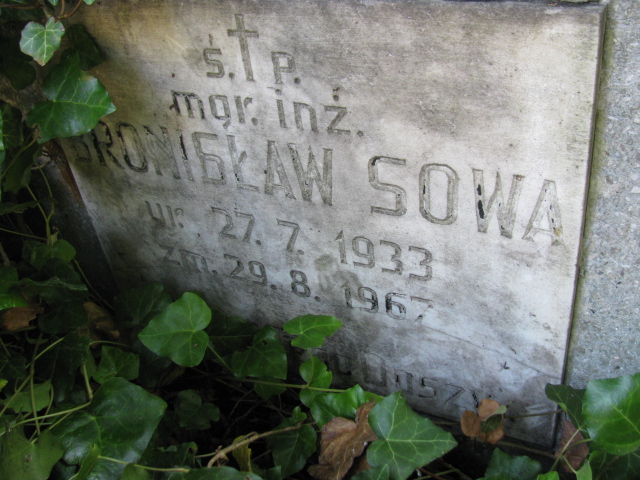 ś. † p.
mgr. inż.
BRONISŁAW SOWA
ur. 27. 7. 1933
zm. 29. 8. 1967